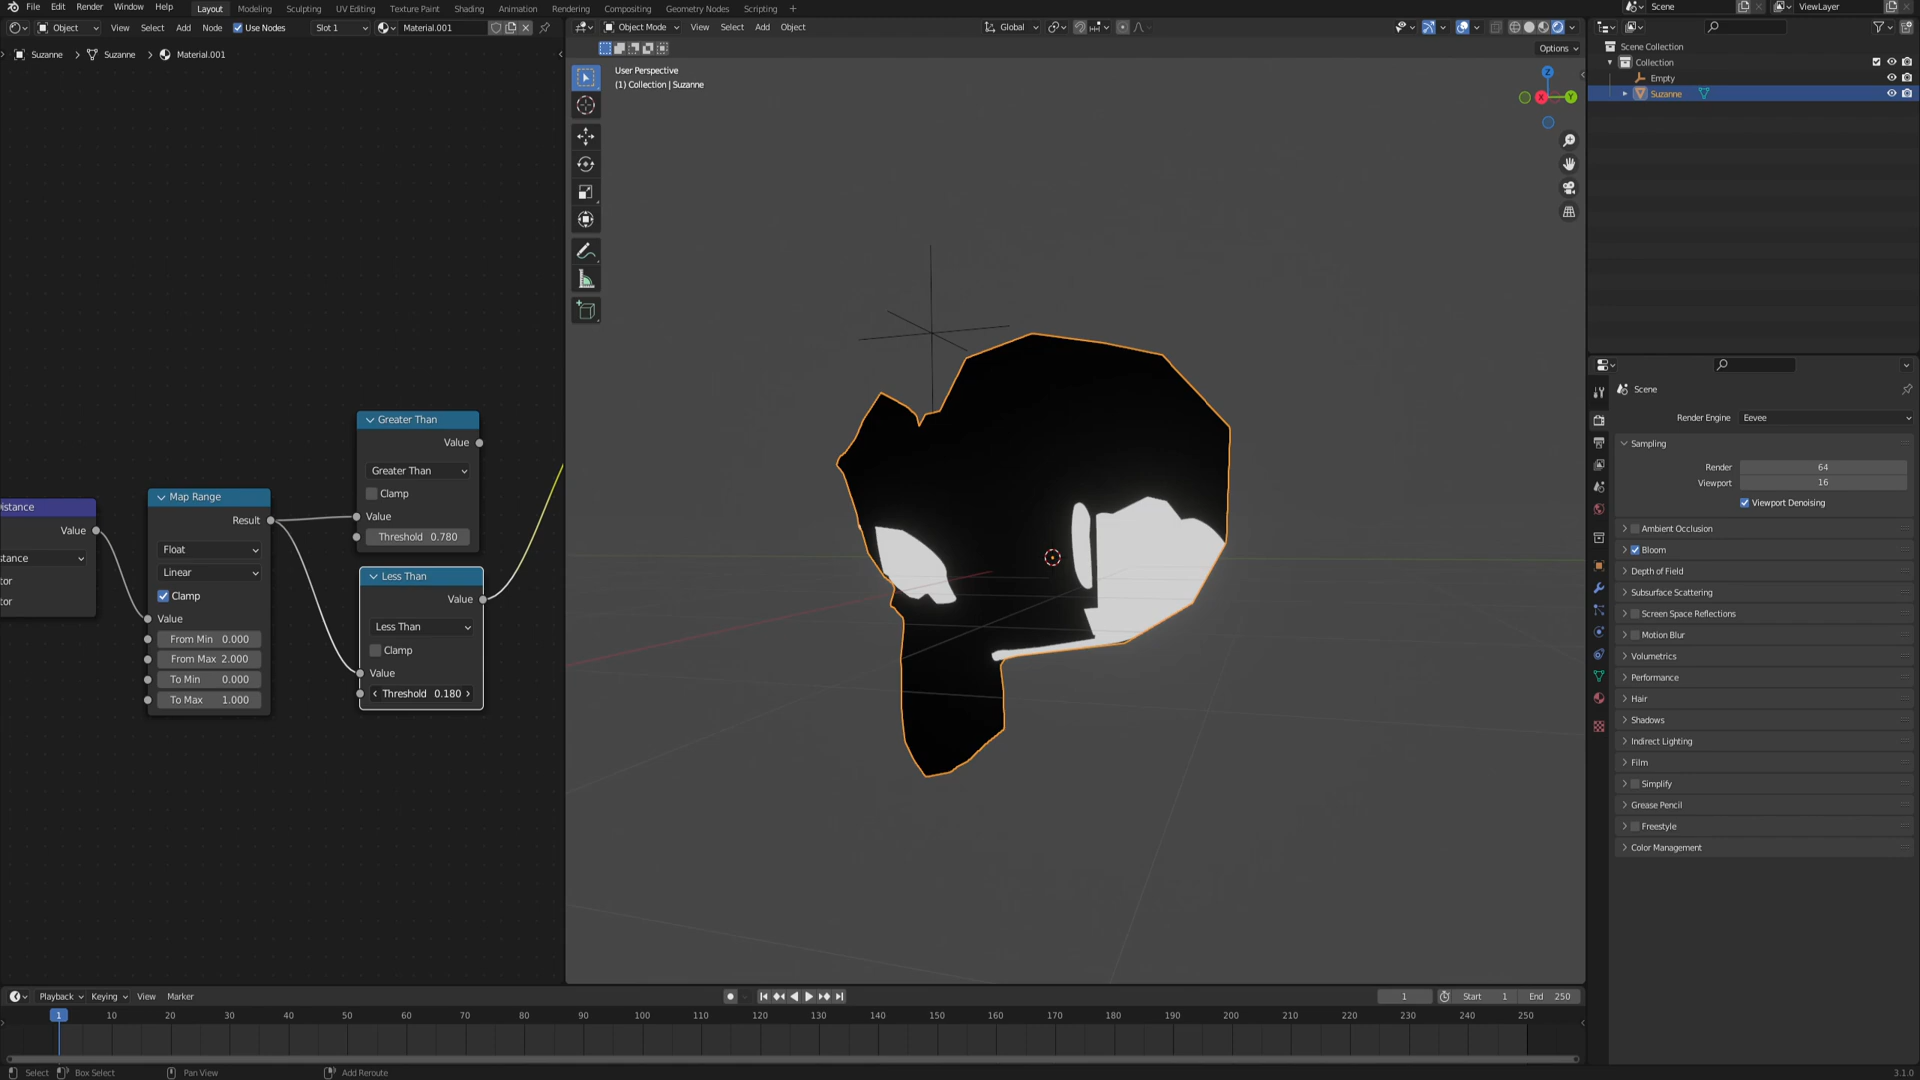 File Edit Render Window Help Layout Modeling Sculpting UV Editing Texture Paint Shading Animation Rendering Compositing Geometry Nodes Scripting + Scene ViewLayer
Object View Select Add Node Use Nodes Slot 1 Material.001 Object Mode View Select Add Object Global
Options
Suzanne > Suzanne > Material.001
User Perspective
(1) Collection | Suzanne
Scene Collection
Collection
Empty
Suzanne
X Y Z
Greater Than
Value
Greater Than
Clamp
Value
Threshold 0.780
istance
Value
stance
tor
tor
Map Range
Result
Float
Linear
Clamp
Value
From Min 0.000
From Max 2.000
To Min 0.000
To Max 1.000
Less Than
Value
Less Than
Clamp
Value
Threshold 0.180
Scene
Render Engine Eevee
Sampling
Render 64
Viewport 16
Viewport Denoising
Ambient Occlusion
Bloom
Depth of Field
Subsurface Scattering
Screen Space Reflections
Motion Blur
Volumetrics
Performance
Hair
Shadows
Indirect Lighting
Film
Simplify
Grease Pencil
Freestyle
Color Management
Playback Keying View Marker 1 Start 1 End 250
1 10 20 30 40 50 60 70 80 90 100 110 120 130 140 150 160 170 180 190 200 210 220 230 240 250
Select Box Select Pan View Add Reroute 3.1.0